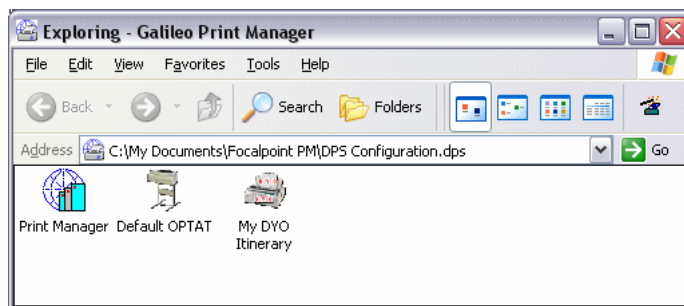 Exploring - Galileo Print Manager
File Edit View Favorites Tools Help
Back Search Folders
Address C:\My Documents\Focalpoint PM\DPS Configuration.dps Go
Print Manager Default OPTAT My DYO
Itinerary